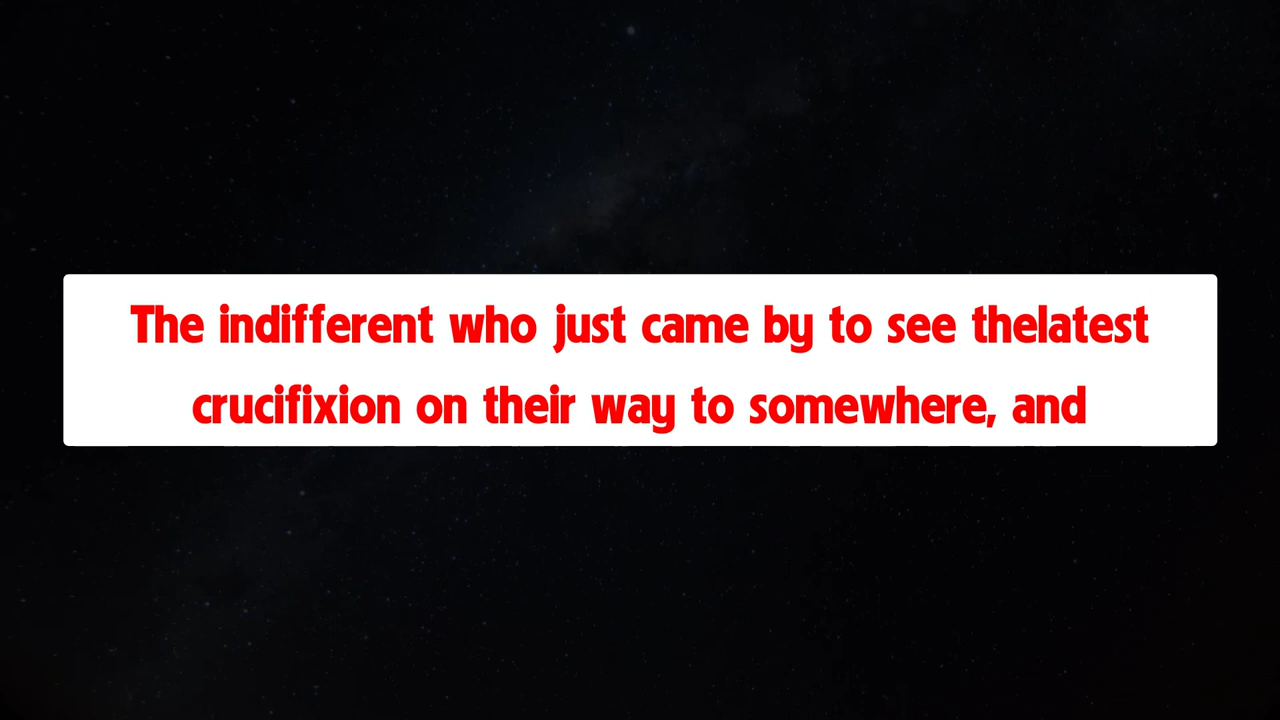 The indifferent who just came by to see thelatest
crucifixion on their way to somewhere, and